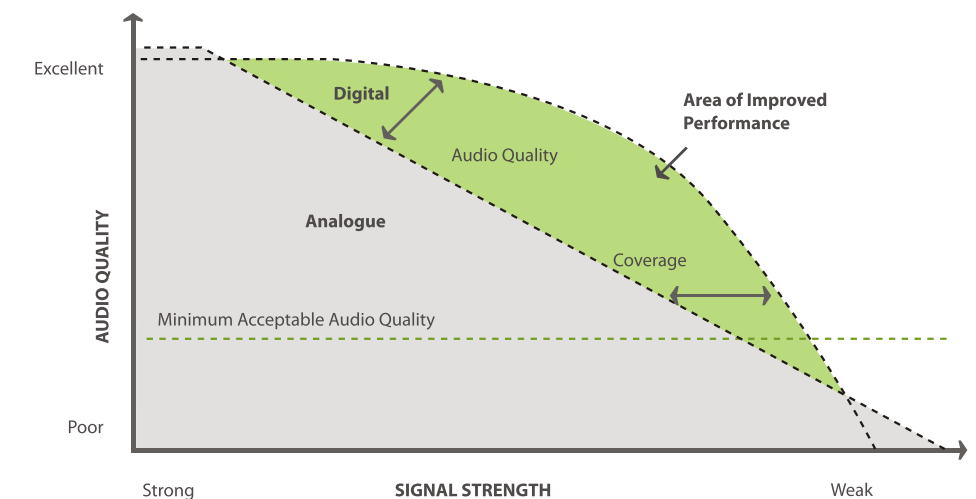 Excellent
Digital
Area of Improved
Performance
Audio Quality
Analogue
AUDIO QUALITY
Coverage
Minimum Acceptable Audio Quality
Poor
Strong
SIGNAL STRENGTH
Weak